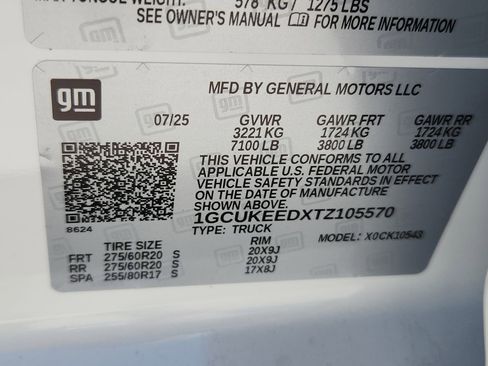 MAX TONGUE WEIGHT: 578 KG / 1275 LBS
SEE OWNER'S MANUAL FOR MORE INFORMATION
gm
MFD BY GENERAL MOTORS LLC
07/25 GVWR GAWR FRT GAWR RR
3221 KG 1724 KG 1724 KG
7100 LB 3800 LB 3800 LB
THIS VEHICLE CONFORMS TO ALL
APPLICABLE U.S. FEDERAL MOTOR
VEHICLE SAFETY STANDARDS IN EFFECT
ON THE DATE OF MANUFACTURE
SHOWN ABOVE.
1GCUKEEDXTZ105570
8624
TYPE: TRUCK MODEL: X0CK10543
TIRE SIZE RIM
FRT 275/60R20 S 20X9J
RR 275/60R20 S 20X9J
SPA 255/80R17 S 17X8J